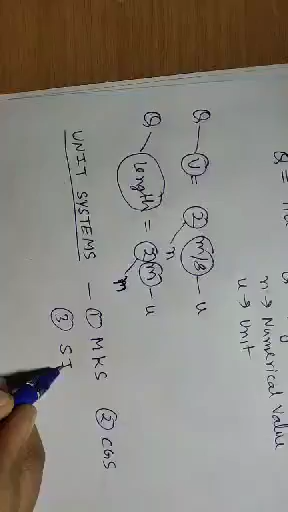 Q =
n → Numerical value
u → Unit
Q - V = 2 m/s - u
n
Q - length = 2 m - u
n
UNIT SYSTEMS - ① MKS ② CGS
③ SI